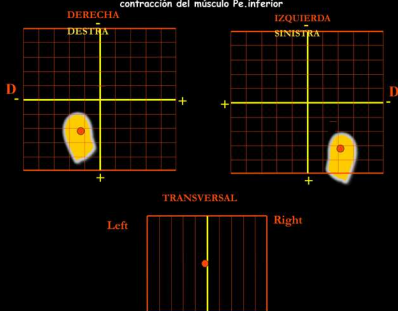 contracción del músculo Pe.inferior
DERECHA
DESTRA
IZQUIERDA
SINISTRA
-
-
D
-
+
+
-
D
+
+
TRANSVERSAL
Left
Right